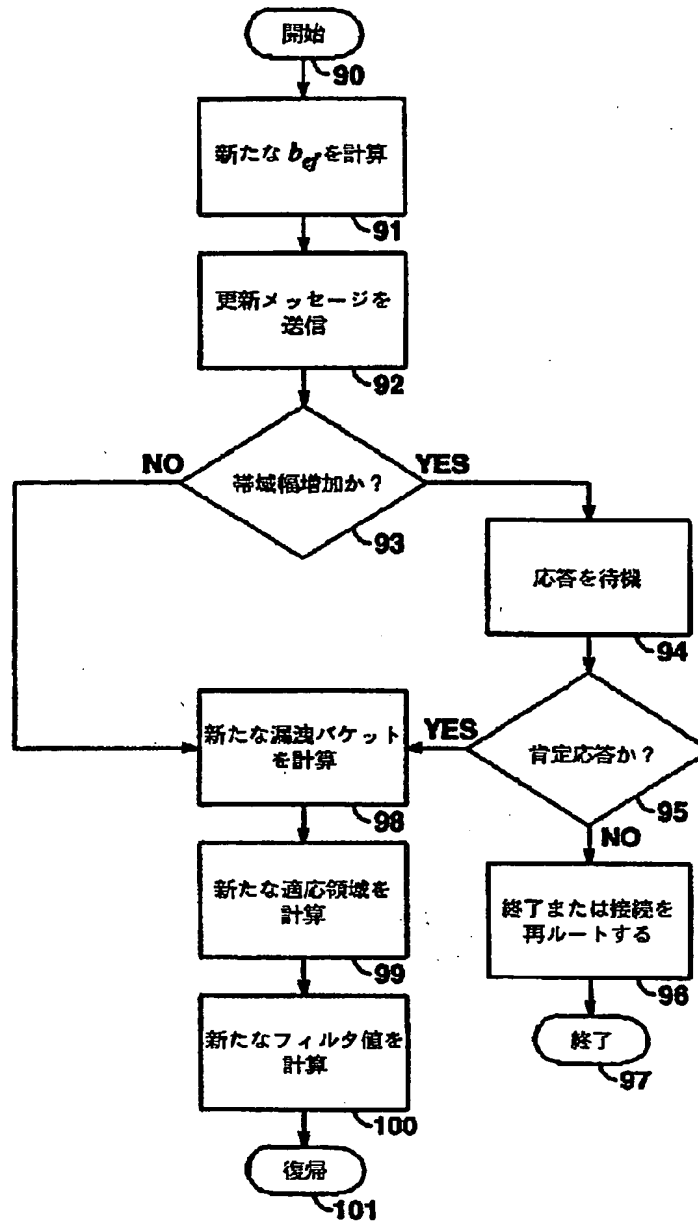 開始
90
新たな b_ef を計算
91
更新メッセージを
送信
92
帯域幅増加か？
NO
YES
93
応答を待機
94
肯定応答か？
YES
NO
95
新たな漏洩バケット
を計算
98
新たな適応領域を
計算
99
終了または接続を
再ルートする
96
終了
97
新たなフィルタ値を
計算
100
復帰
101